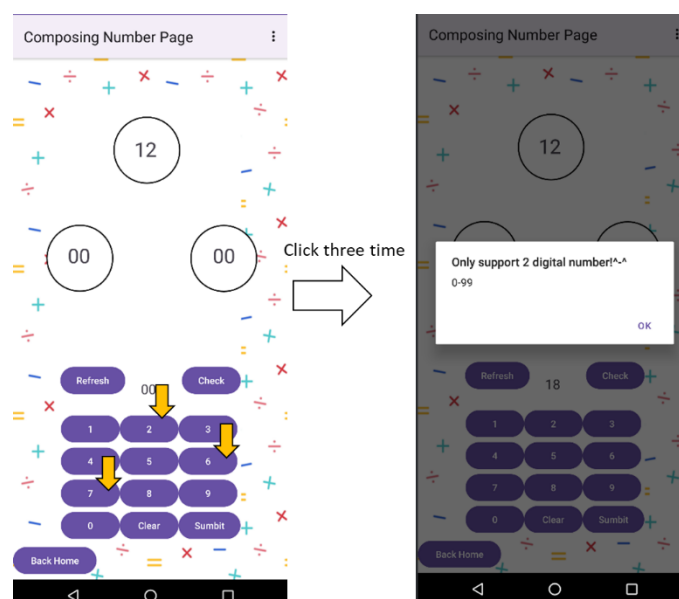 Composing Number Page
12
00
00
Refresh
00
Check
1
2
3
4
5
6
7
8
9
0
Clear
Sumbit
Back Home
Click three time
Composing Number Page
12
Only support 2 digital number!^-^
0-99
OK
Refresh
18
Check
1
2
3
4
5
6
7
8
9
0
Clear
Sumbit
Back Home